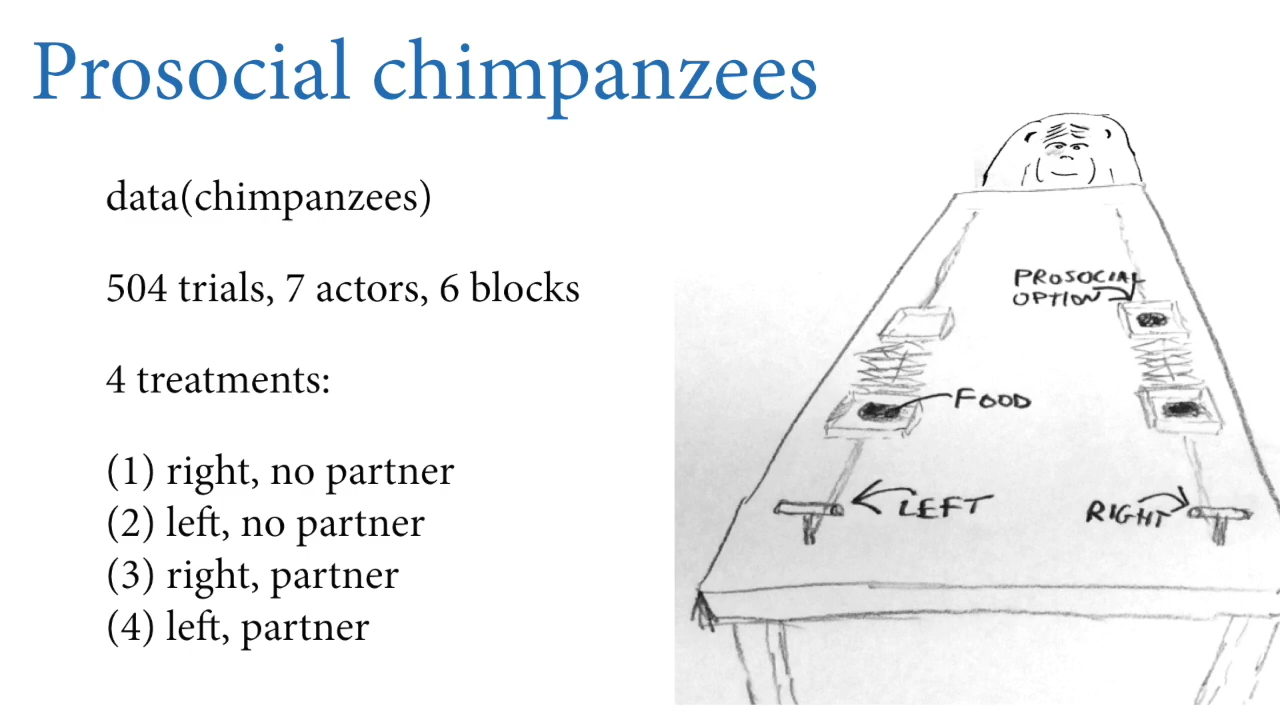 Prosocial chimpanzees
data(chimpanzees)
504 trials, 7 actors, 6 blocks
4 treatments:
(1) right, no partner
(2) left, no partner
(3) right, partner
(4) left, partner
PROSOCIAL
OPTION
FOOD
LEFT
RIGHT